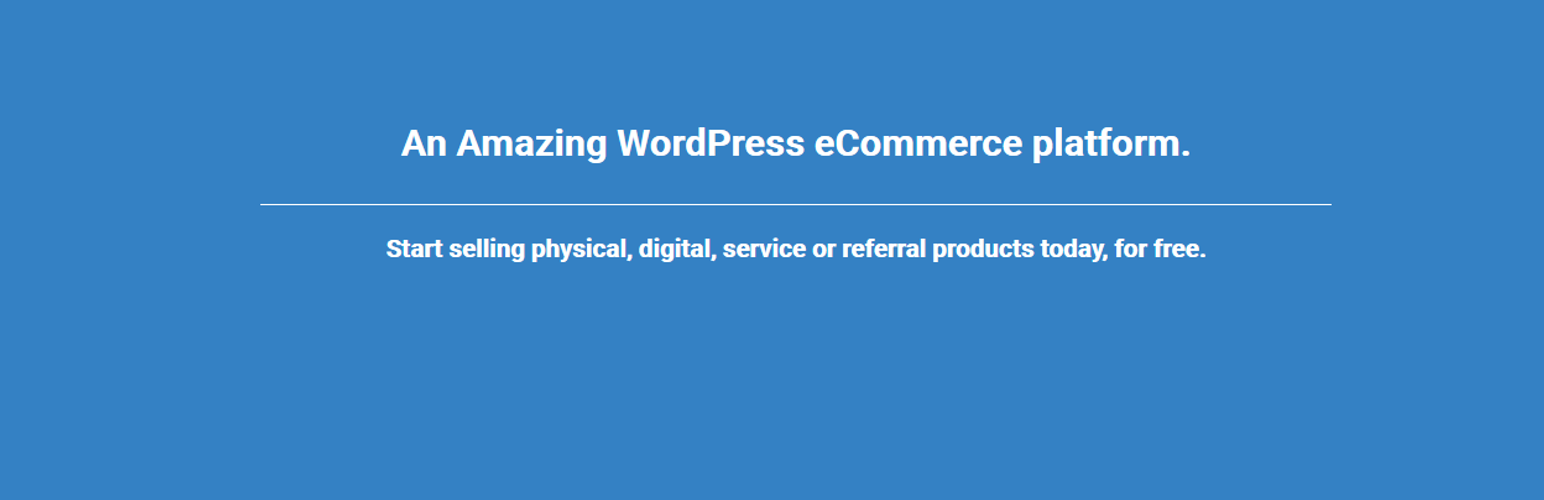 An Amazing WordPress eCommerce platform.
Start selling physical, digital, service or referral products today, for free.